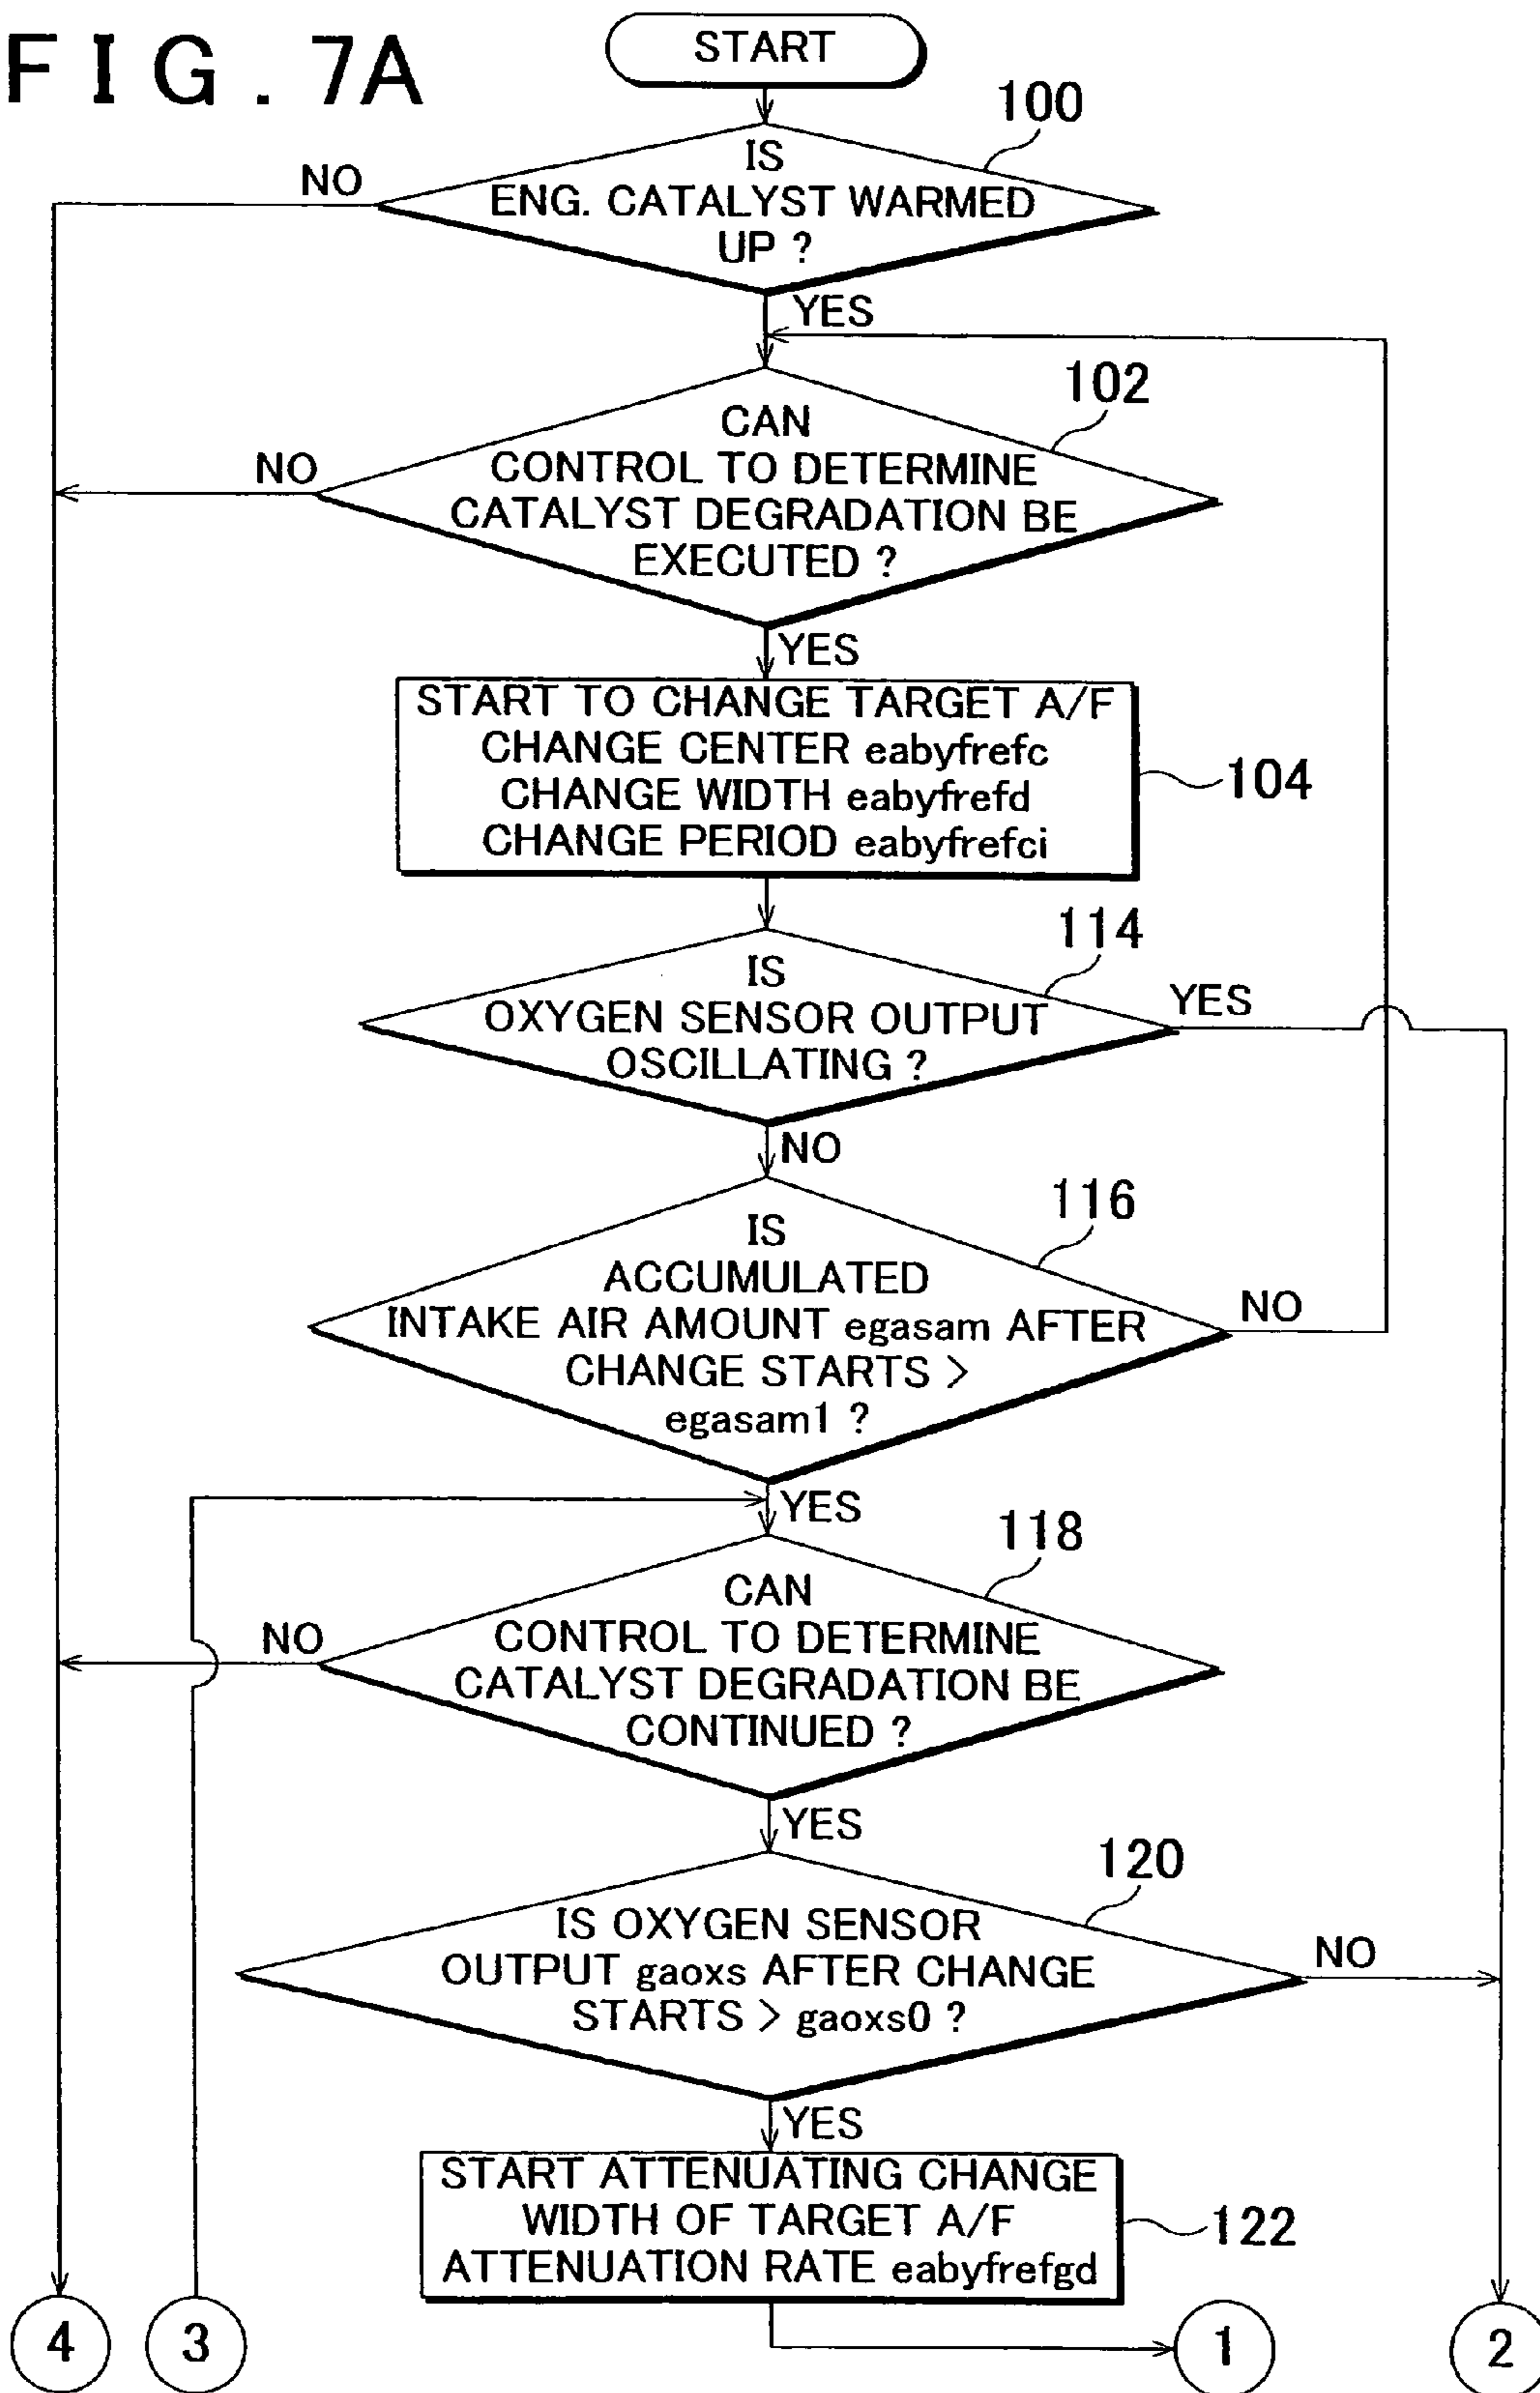 FIG. 7A
START
100
IS
ENG. CATALYST WARMED
UP ?
NO
YES
102
CAN
CONTROL TO DETERMINE
CATALYST DEGRADATION BE
EXECUTED ?
NO
YES
START TO CHANGE TARGET A/F
CHANGE CENTER eabyfrefc
CHANGE WIDTH eabyfrefd
CHANGE PERIOD eabyfrefci
104
114
IS
OXYGEN SENSOR OUTPUT
OSCILLATING ?
YES
NO
116
IS
ACCUMULATED
INTAKE AIR AMOUNT egasam AFTER
CHANGE STARTS >
egasam1 ?
NO
YES
118
CAN
CONTROL TO DETERMINE
CATALYST DEGRADATION BE
CONTINUED ?
NO
YES
120
IS OXYGEN SENSOR
OUTPUT gaoxs AFTER CHANGE
STARTS > gaoxs0 ?
NO
YES
START ATTENUATING CHANGE
WIDTH OF TARGET A/F
ATTENUATION RATE eabyfrefgd
122
4
3
1
2